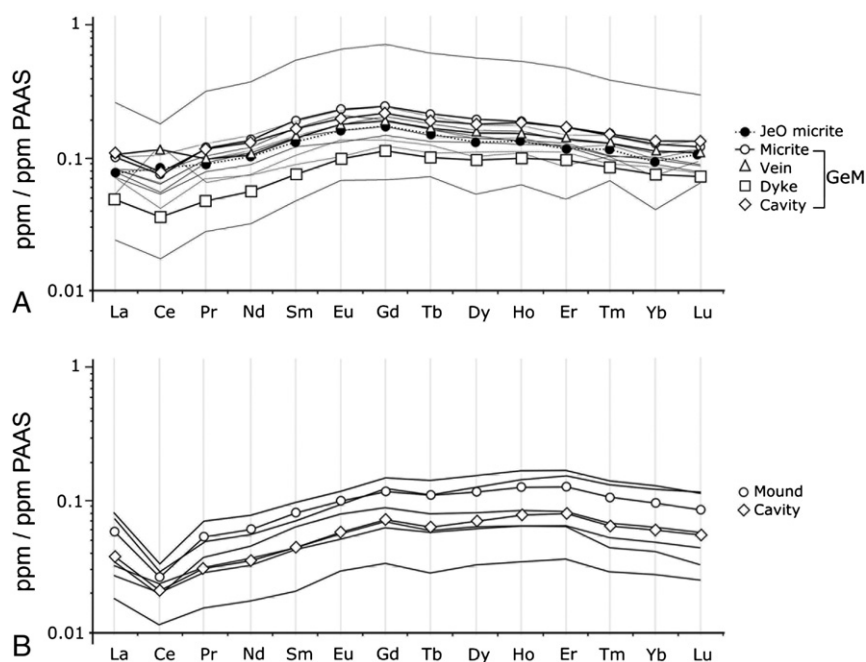 1
0.1
0.01
ppm / ppm PAAS
A
La Ce Pr Nd Sm Eu Gd Tb Dy Ho Er Tm Yb Lu
JeO micrite
Micrite
Vein
Dyke
Cavity
GeM
1
0.1
0.01
ppm / ppm PAAS
B
La Ce Pr Nd Sm Eu Gd Tb Dy Ho Er Tm Yb Lu
Mound
Cavity